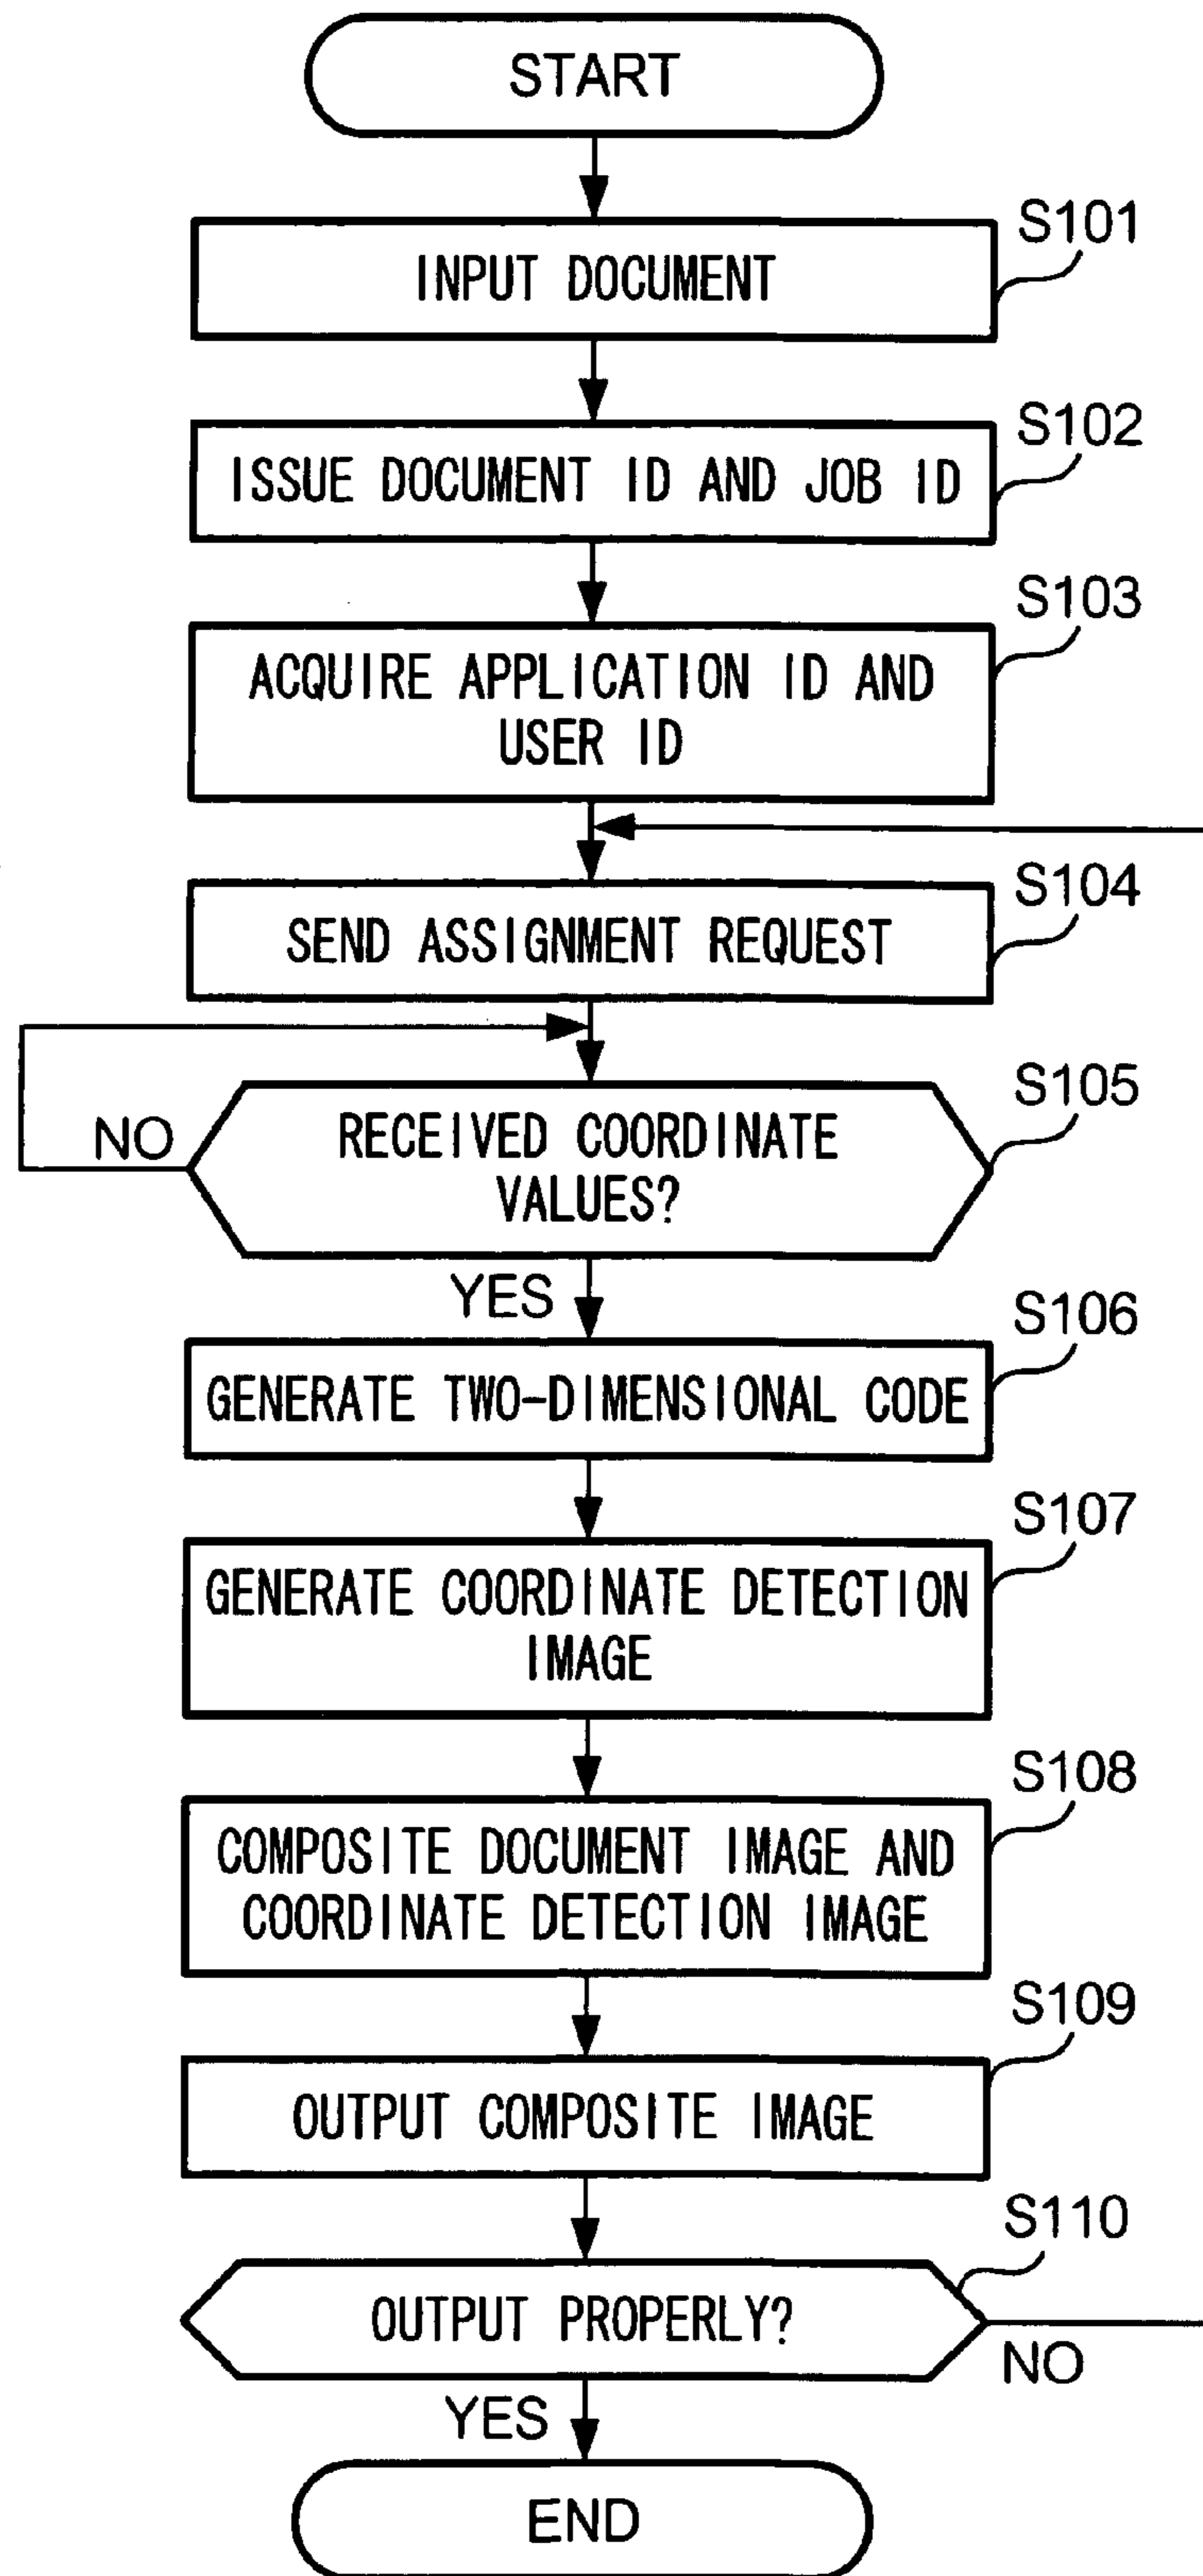 START
S101
INPUT DOCUMENT
S102
ISSUE DOCUMENT ID AND JOB ID
S103
ACQUIRE APPLICATION ID AND
USER ID
S104
SEND ASSIGNMENT REQUEST
S105
RECEIVED COORDINATE
VALUES?
NO
YES
S106
GENERATE TWO-DIMENSIONAL CODE
S107
GENERATE COORDINATE DETECTION
IMAGE
S108
COMPOSITE DOCUMENT IMAGE AND
COORDINATE DETECTION IMAGE
S109
OUTPUT COMPOSITE IMAGE
S110
OUTPUT PROPERLY?
NO
YES
END